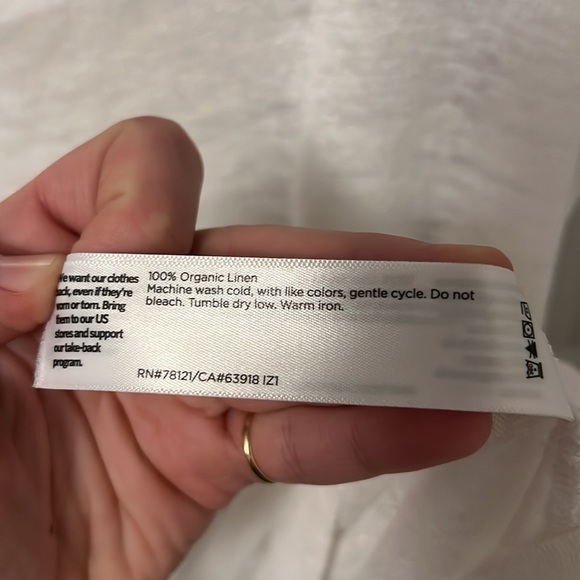 We want our clothes
back, even if they're
worn or torn. Bring
them to our US
stores and support
our take-back
program.
100% Organic Linen
Machine wash cold, with like colors, gentle cycle. Do not
bleach. Tumble dry low. Warm iron.
RN#78121/CA#63918 IZ1